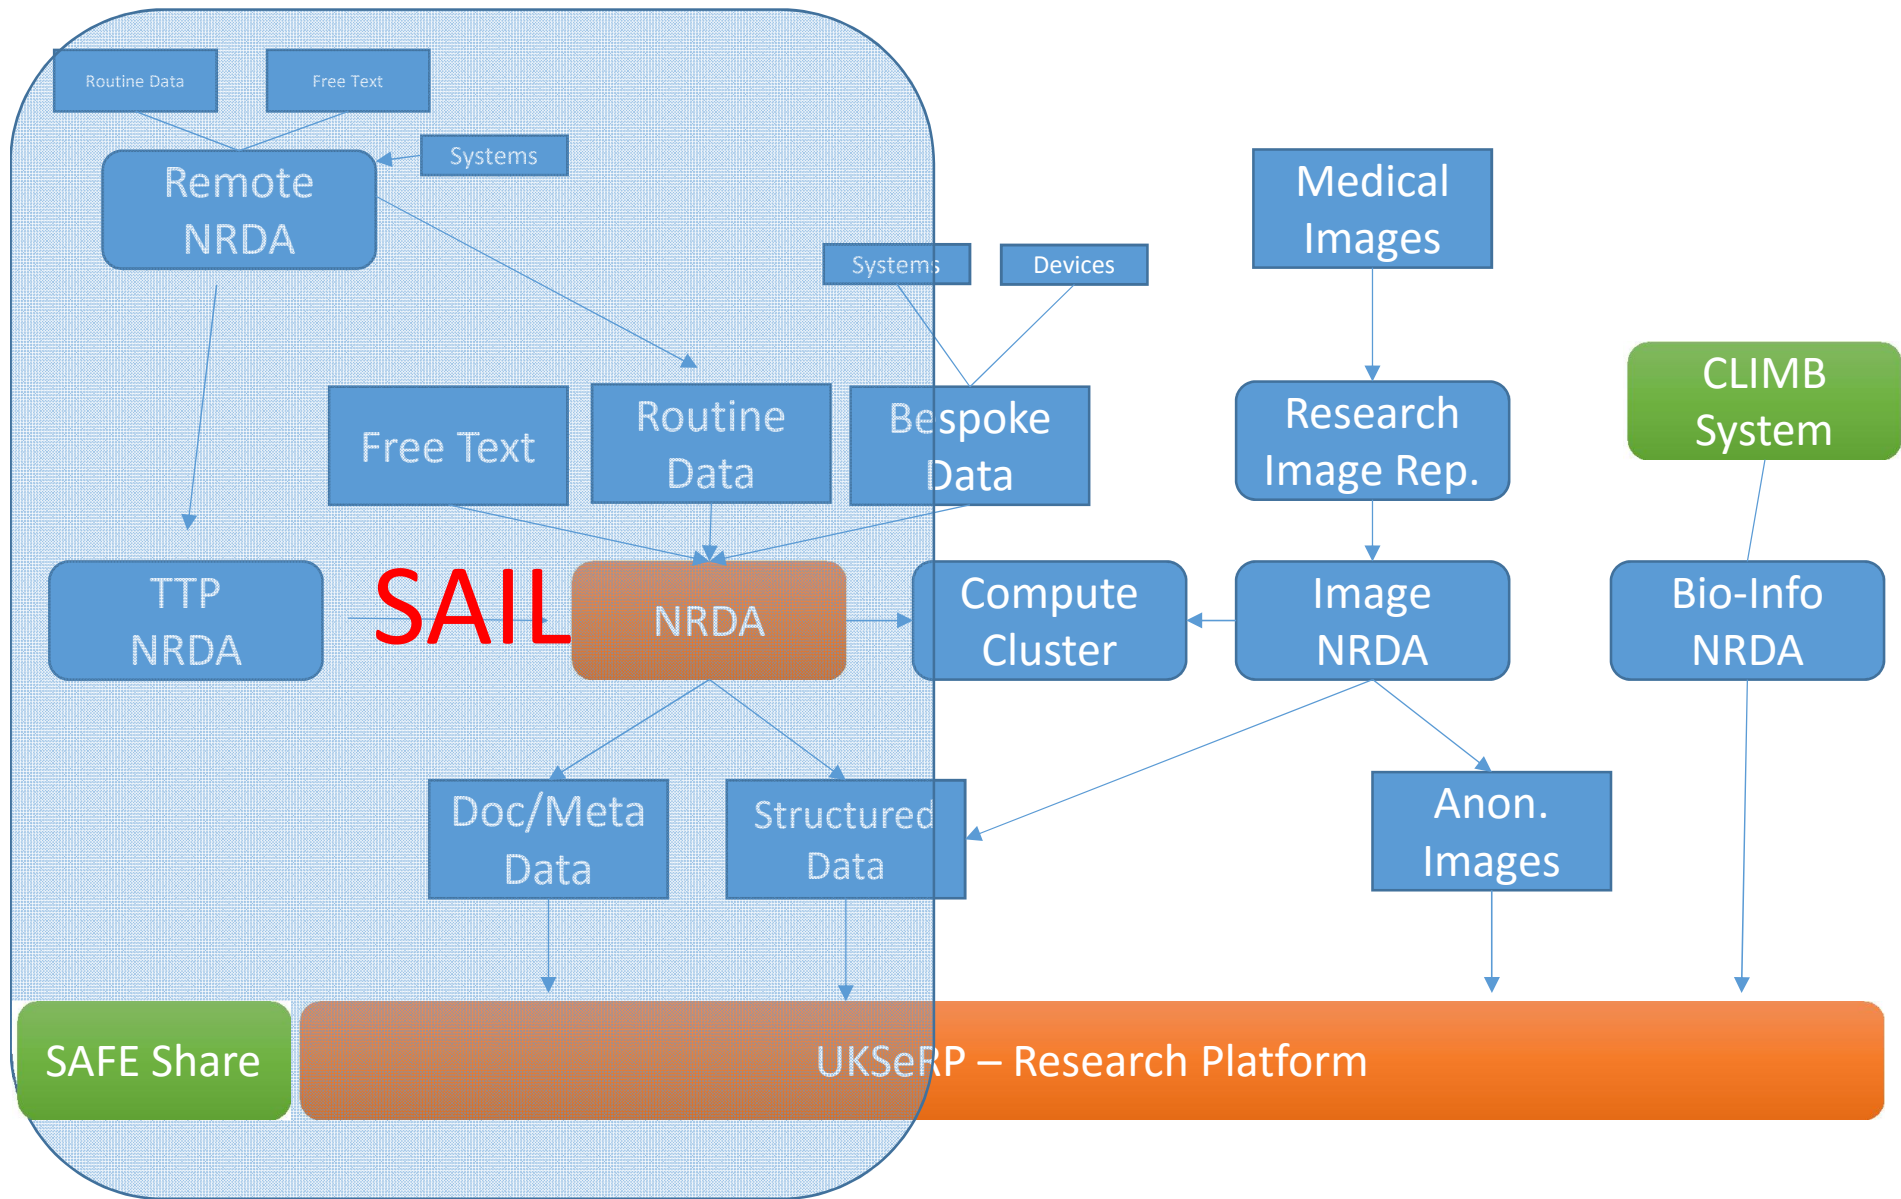 Routine Data
Free Text
Systems
Remote
NRDA
Medical
Images
Systems
Devices
CLIMB
System
Free Text
Routine
Data
Bespoke
Data
Research
Image Rep.
TTP
NRDA
SAIL
NRDA
Compute
Cluster
Image
NRDA
Bio-Info
NRDA
Doc/Meta
Data
Structured
Data
Anon.
Images
SAFE Share
UKSeRP – Research Platform